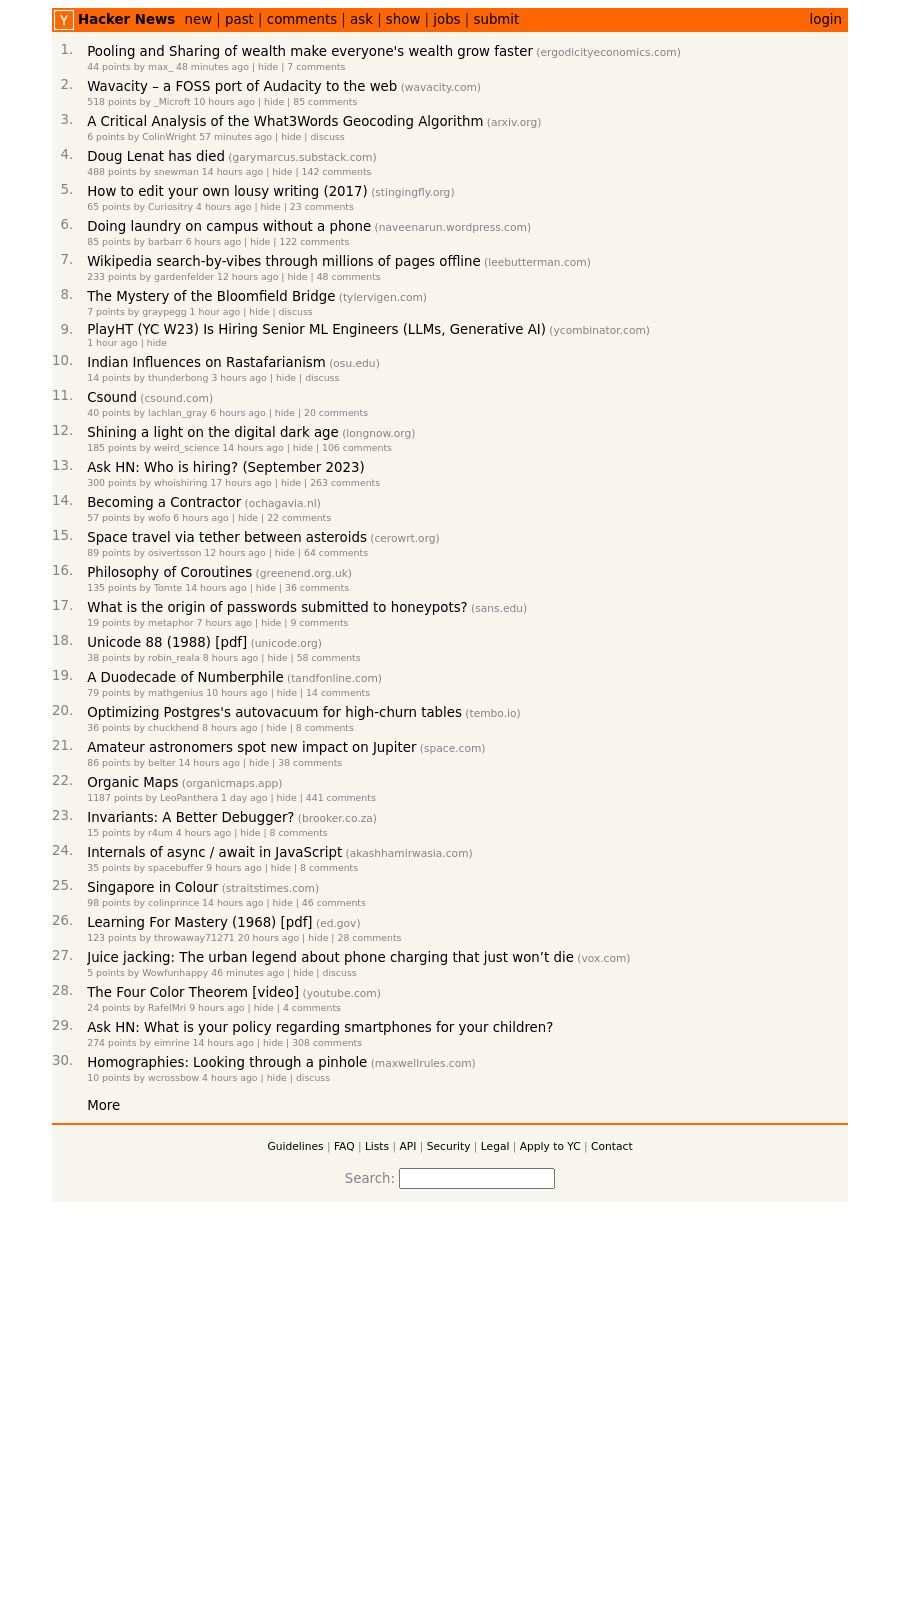 Y Hacker News new | past | comments | ask | show | jobs | submit login
1. Pooling and Sharing of wealth make everyone's wealth grow faster (ergodicityeconomics.com)
44 points by max_ 48 minutes ago | hide | 7 comments
2. Wavacity – a FOSS port of Audacity to the web (wavacity.com)
518 points by _Microft 10 hours ago | hide | 85 comments
3. A Critical Analysis of the What3Words Geocoding Algorithm (arxiv.org)
6 points by ColinWright 57 minutes ago | hide | discuss
4. Doug Lenat has died (garymarcus.substack.com)
488 points by snewman 14 hours ago | hide | 142 comments
5. How to edit your own lousy writing (2017) (stingingfly.org)
65 points by Curiositry 4 hours ago | hide | 23 comments
6. Doing laundry on campus without a phone (naveenarun.wordpress.com)
85 points by barbarr 6 hours ago | hide | 122 comments
7. Wikipedia search-by-vibes through millions of pages offline (leebutterman.com)
233 points by gardenfelder 12 hours ago | hide | 48 comments
8. The Mystery of the Bloomfield Bridge (tylervigen.com)
7 points by graypegg 1 hour ago | hide | discuss
9. PlayHT (YC W23) Is Hiring Senior ML Engineers (LLMs, Generative AI) (ycombinator.com)
1 hour ago | hide
10. Indian Influences on Rastafarianism (osu.edu)
14 points by thunderbong 3 hours ago | hide | discuss
11. Csound (csound.com)
40 points by lachlan_gray 6 hours ago | hide | 20 comments
12. Shining a light on the digital dark age (longnow.org)
185 points by weird_science 14 hours ago | hide | 106 comments
13. Ask HN: Who is hiring? (September 2023)
300 points by whoishiring 17 hours ago | hide | 263 comments
14. Becoming a Contractor (ochagavia.nl)
57 points by wofo 6 hours ago | hide | 22 comments
15. Space travel via tether between asteroids (cerowrt.org)
89 points by osivertsson 12 hours ago | hide | 64 comments
16. Philosophy of Coroutines (greenend.org.uk)
135 points by Tomte 14 hours ago | hide | 36 comments
17. What is the origin of passwords submitted to honeypots? (sans.edu)
19 points by metaphor 7 hours ago | hide | 9 comments
18. Unicode 88 (1988) [pdf] (unicode.org)
38 points by robin_reala 8 hours ago | hide | 58 comments
19. A Duodecade of Numberphile (tandfonline.com)
79 points by mathgenius 10 hours ago | hide | 14 comments
20. Optimizing Postgres's autovacuum for high-churn tables (tembo.io)
36 points by chuckhend 8 hours ago | hide | 8 comments
21. Amateur astronomers spot new impact on Jupiter (space.com)
86 points by belter 14 hours ago | hide | 38 comments
22. Organic Maps (organicmaps.app)
1187 points by LeoPanthera 1 day ago | hide | 441 comments
23. Invariants: A Better Debugger? (brooker.co.za)
15 points by r4um 4 hours ago | hide | 8 comments
24. Internals of async / await in JavaScript (akashhamirwasia.com)
35 points by spacebuffer 9 hours ago | hide | 8 comments
25. Singapore in Colour (straitstimes.com)
98 points by colinprince 14 hours ago | hide | 46 comments
26. Learning For Mastery (1968) [pdf] (ed.gov)
123 points by throwaway71271 20 hours ago | hide | 28 comments
27. Juice jacking: The urban legend about phone charging that just won’t die (vox.com)
5 points by Wowfunhappy 46 minutes ago | hide | discuss
28. The Four Color Theorem [video] (youtube.com)
24 points by RafelMri 9 hours ago | hide | 4 comments
29. Ask HN: What is your policy regarding smartphones for your children?
274 points by eimrine 14 hours ago | hide | 308 comments
30. Homographies: Looking through a pinhole (maxwellrules.com)
10 points by wcrossbow 4 hours ago | hide | discuss
More
Guidelines | FAQ | Lists | API | Security | Legal | Apply to YC | Contact
Search: